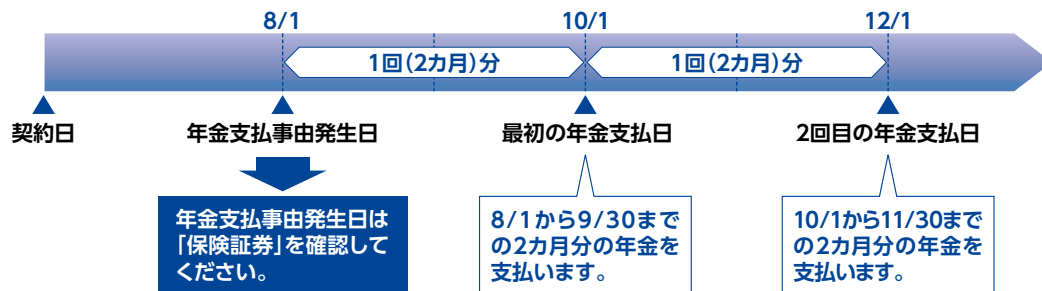 8/1
10/1
12/1
1回(2カ月)分
1回(2カ月)分
契約日
年金支払事由発生日
最初の年金支払日
2回目の年金支払日
年金支払事由発生日は
「保険証券」を確認して
ください。
8/1から9/30まで
の2カ月分の年金を
支払います。
10/1から11/30まで
の2カ月分の年金を
支払います。